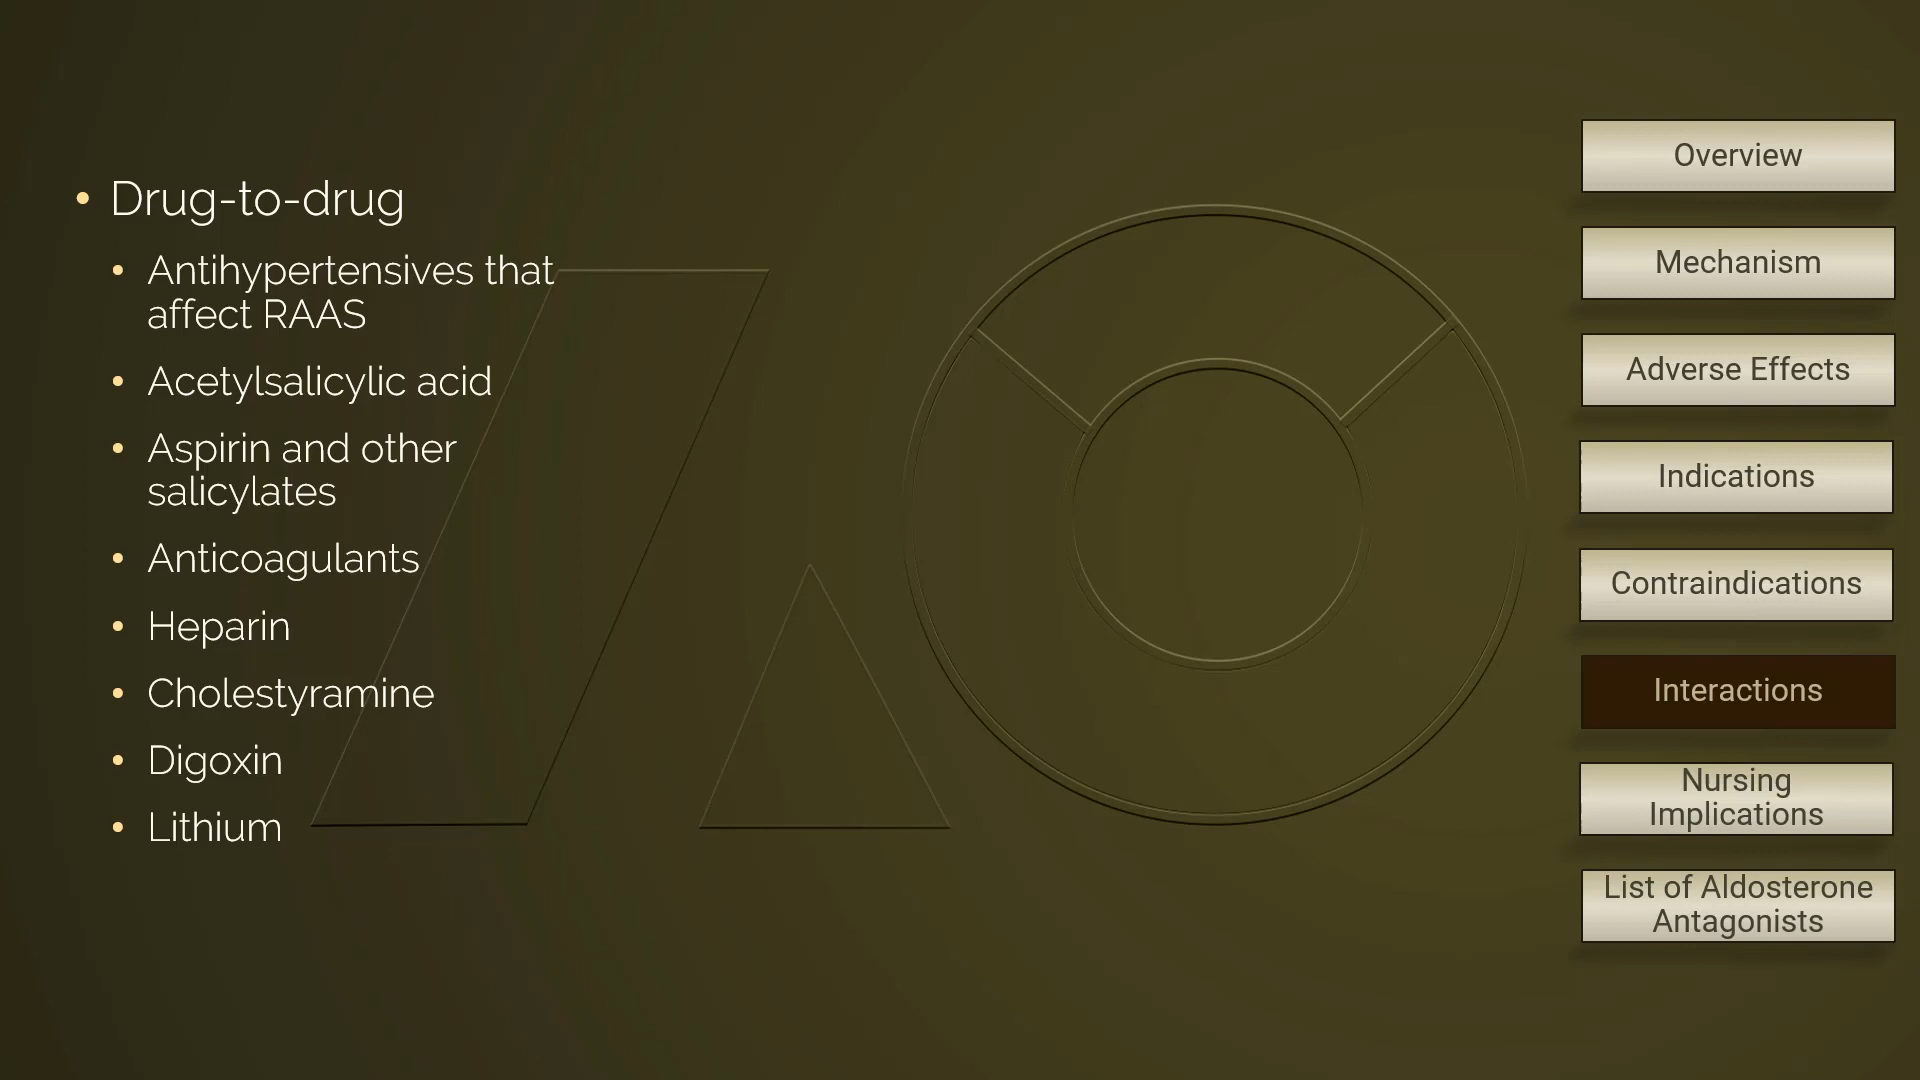 • Drug-to-drug
• Antihypertensives that
affect RAAS
• Acetylsalicylic acid
• Aspirin and other
salicylates
• Anticoagulants
• Heparin
• Cholestyramine
• Digoxin
• Lithium
Overview
Mechanism
Adverse Effects
Indications
Contraindications
Interactions
Nursing
Implications
List of Aldosterone
Antagonists